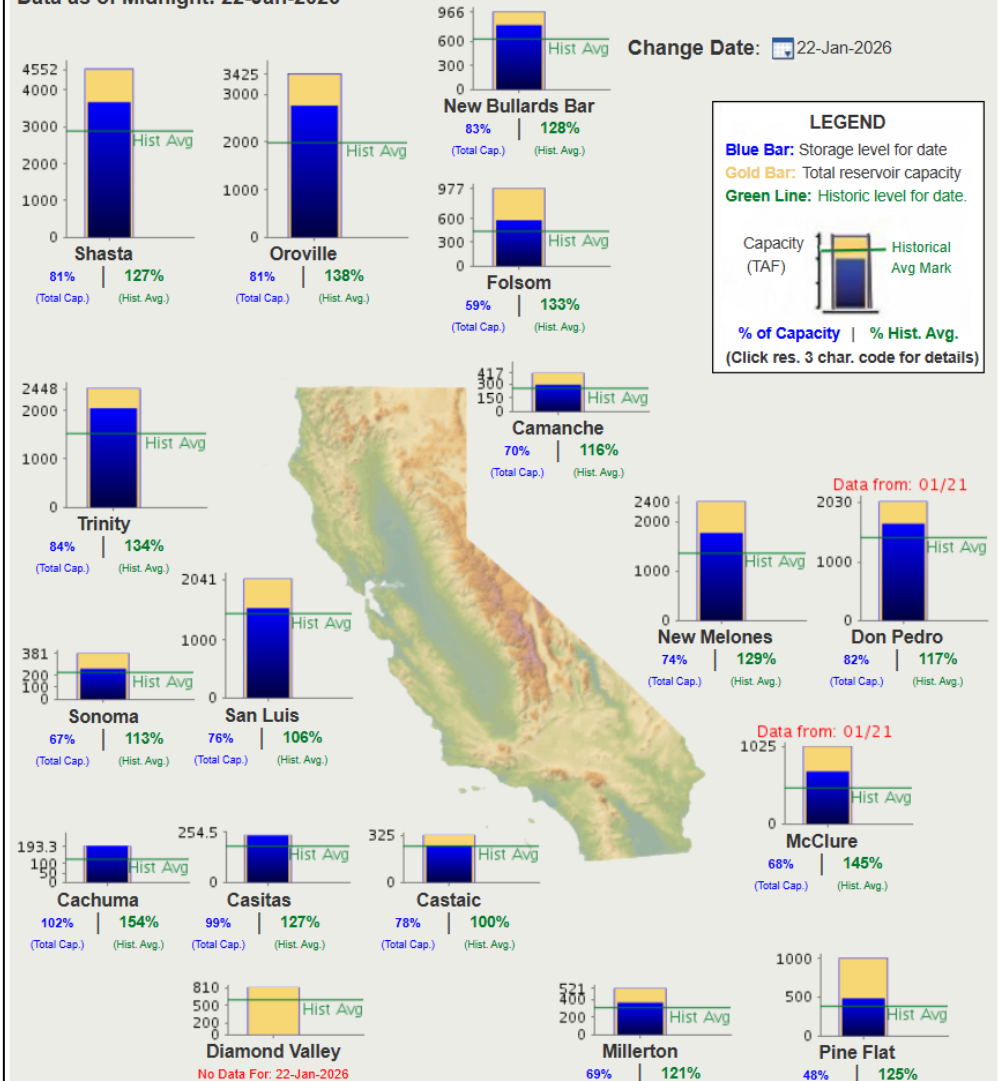 Data as of Midnight: 22-Jan-2026
Change Date: 22-Jan-2026
966
600
300
0
Hist Avg
New Bullards Bar
83% | 128%
(Total Cap.) (Hist. Avg.)
4552
4000
3000
2000
1000
0
Hist Avg
Shasta
81% | 127%
(Total Cap.) (Hist. Avg.)
3425
3000
2000
1000
0
Hist Avg
Oroville
81% | 138%
(Total Cap.) (Hist. Avg.)
977
600
300
0
Hist Avg
Folsom
59% | 133%
(Total Cap.) (Hist. Avg.)
LEGEND
Blue Bar: Storage level for date
Gold Bar: Total reservoir capacity
Green Line: Historic level for date.
Capacity
(TAF)
Historical
Avg Mark
% of Capacity | % Hist. Avg.
(Click res. 3 char. code for details)
417
300
150
0
Hist Avg
Camanche
70% | 116%
(Total Cap.) (Hist. Avg.)
2448
2000
1000
0
Hist Avg
Trinity
84% | 134%
(Total Cap.) (Hist. Avg.)
2400
2000
1000
0
Hist Avg
New Melones
74% | 129%
(Total Cap.) (Hist. Avg.)
Data from: 01/21
2030
1000
0
Hist Avg
Don Pedro
82% | 117%
(Total Cap.) (Hist. Avg.)
381
200
100
0
Hist Avg
Sonoma
67% | 113%
(Total Cap.) (Hist. Avg.)
2041
1000
0
Hist Avg
San Luis
76% | 106%
(Total Cap.) (Hist. Avg.)
Data from: 01/21
1025
0
Hist Avg
McClure
68% | 145%
(Total Cap.) (Hist. Avg.)
193.3
100
50
0
Hist Avg
Cachuma
102% | 154%
(Total Cap.) (Hist. Avg.)
254.5
0
Hist Avg
Casitas
99% | 127%
(Total Cap.) (Hist. Avg.)
325
0
Hist Avg
Castaic
78% | 100%
(Total Cap.) (Hist. Avg.)
810
500
200
0
Hist Avg
Diamond Valley
No Data For: 22-Jan-2026
521
400
200
0
Hist Avg
Millerton
69% | 121%
1000
500
0
Hist Avg
Pine Flat
48% | 125%